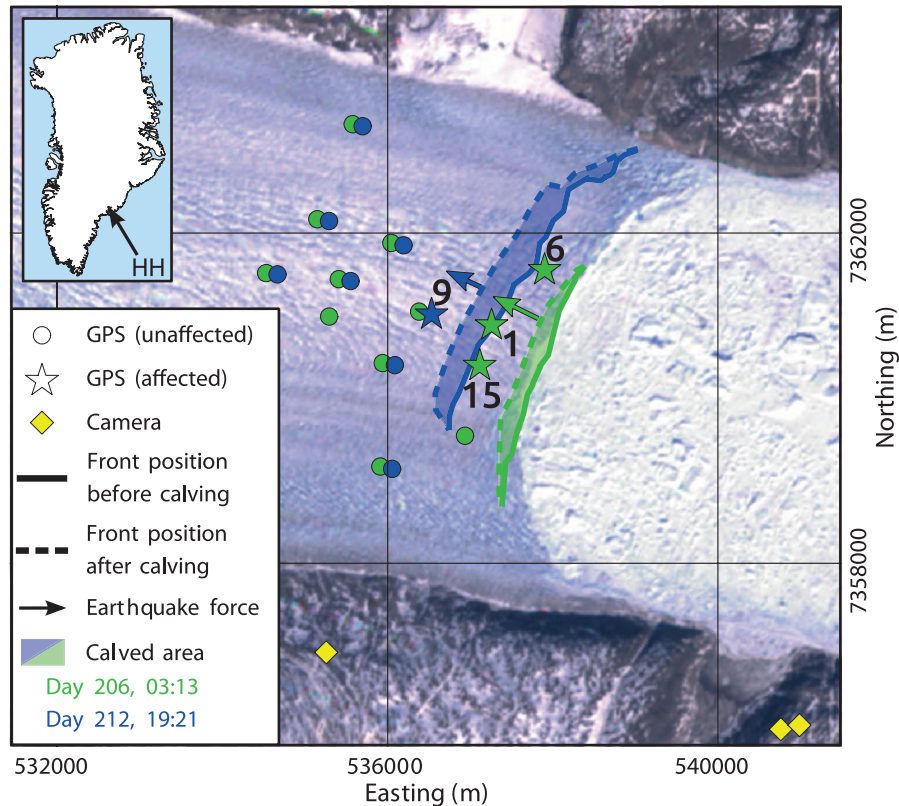 HH
GPS (unaffected)
GPS (affected)
Camera
Front position
before calving
Front position
after calving
Earthquake force
Calved area
Day 206, 03:13
Day 212, 19:21
9
6
1
15
7362000
7358000
Northing (m)
532000
536000
540000
Easting (m)